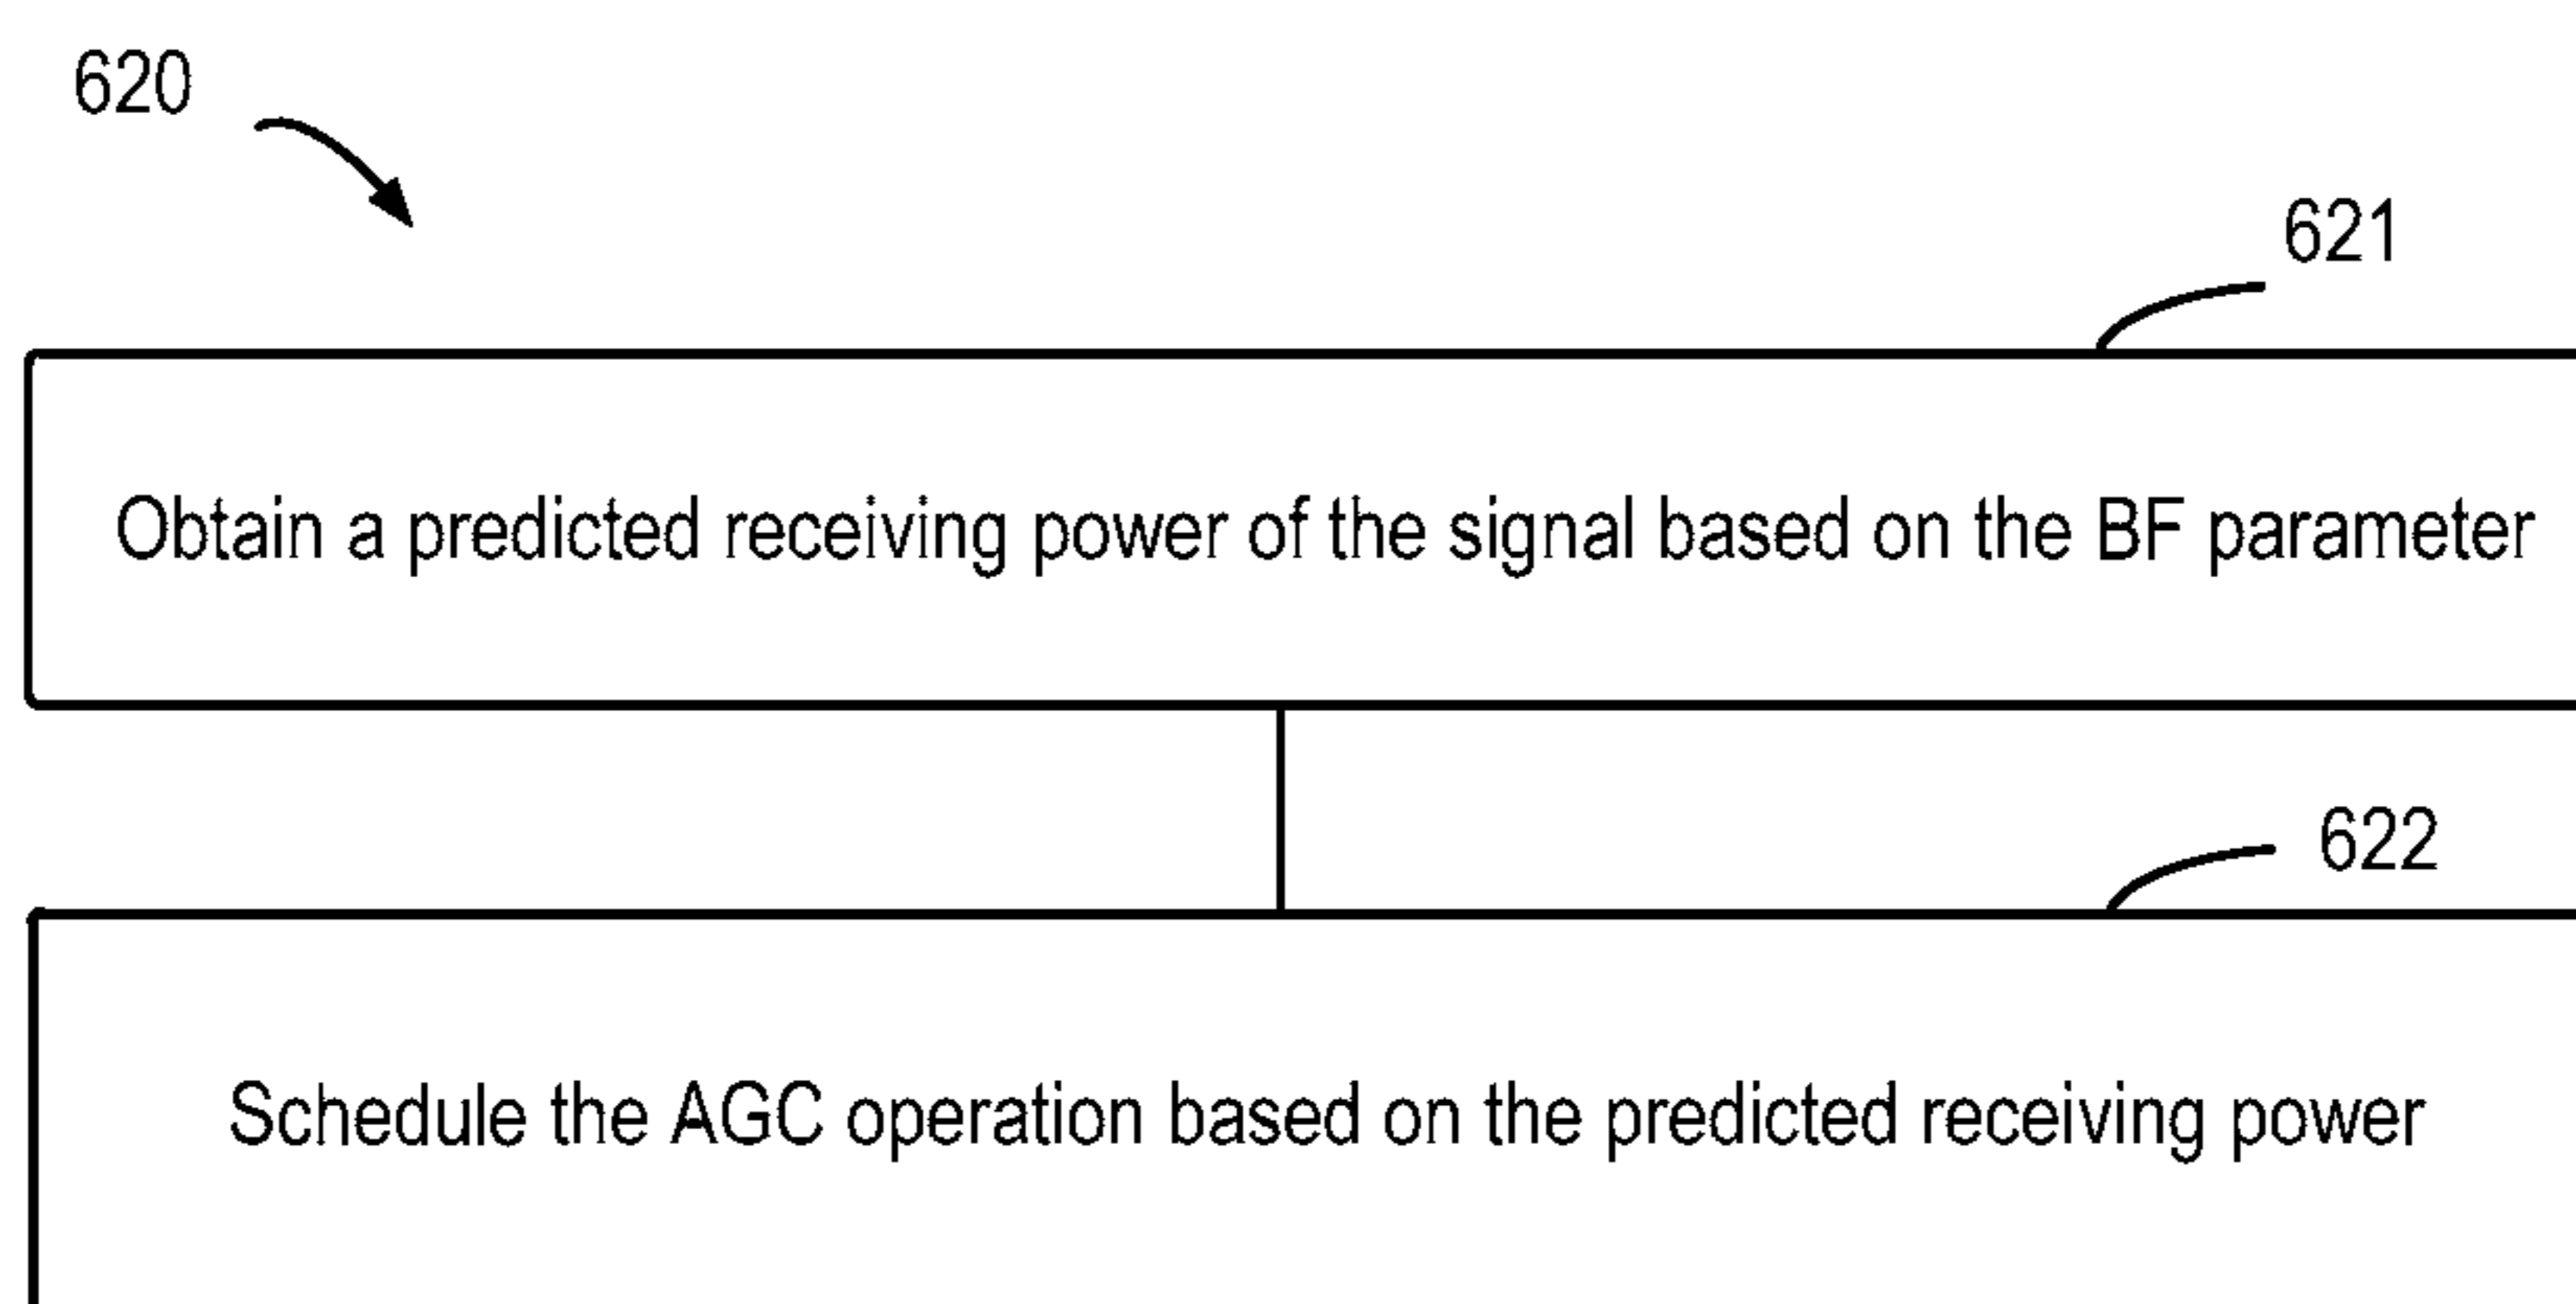 620
621
Obtain a predicted receiving power of the signal based on the BF parameter
622
Schedule the AGC operation based on the predicted receiving power